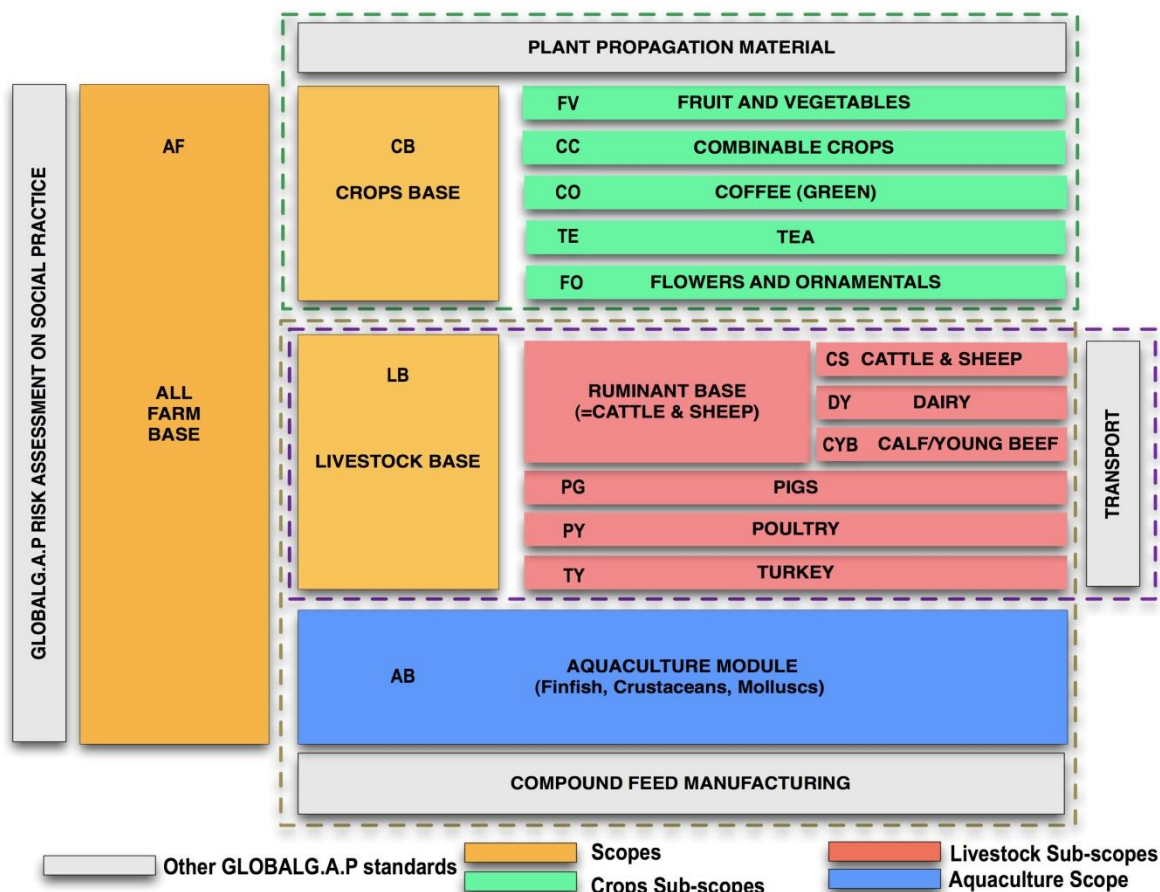 PLANT PROPAGATION MATERIAL
GLOBALG.A.P RISK ASSESSMENT ON SOCIAL PRACTICE
AF
ALL
FARM
BASE
CB
CROPS BASE
FV FRUIT AND VEGETABLES
CC COMBINABLE CROPS
CO COFFEE (GREEN)
TE TEA
FO FLOWERS AND ORNAMENTALS
LB
LIVESTOCK BASE
RUMINANT BASE
(=CATTLE & SHEEP)
CS CATTLE & SHEEP
DY DAIRY
CYB CALF/YOUNG BEEF
PG PIGS
PY POULTRY
TY TURKEY
TRANSPORT
AB
AQUACULTURE MODULE
(Finfish, Crustaceans, Molluscs)
COMPOUND FEED MANUFACTURING
Other GLOBALG.A.P standards
Scopes
Crops Sub-scopes
Livestock Sub-scopes
Aquaculture Scope